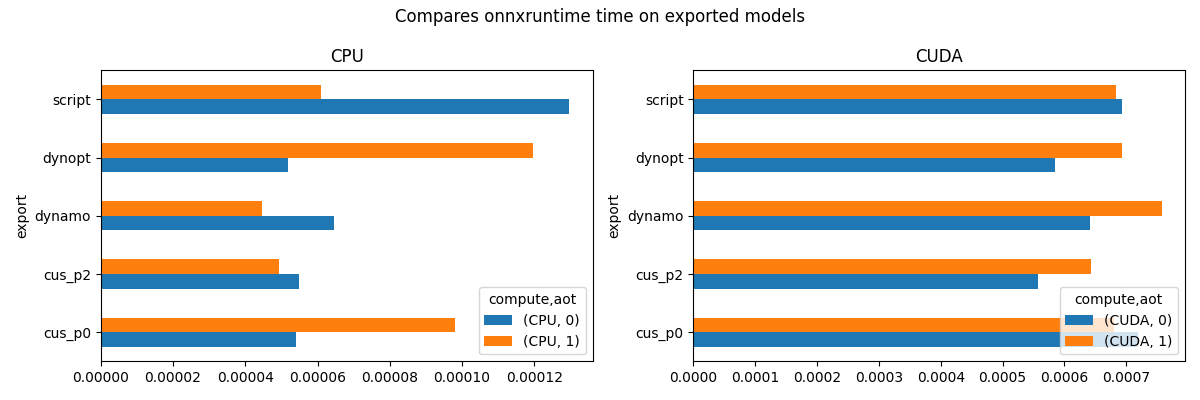 Compares onnxruntime time on exported models
CPU
export
script
dynopt
dynamo
cus_p2
cus_p0
compute,aot
(CPU, 0)
(CPU, 1)
0.00000 0.00002 0.00004 0.00006 0.00008 0.00010 0.00012
CUDA
export
script
dynopt
dynamo
cus_p2
cus_p0
compute,aot
(CUDA, 0)
(CUDA, 1)
0.0000 0.0001 0.0002 0.0003 0.0004 0.0005 0.0006 0.0007